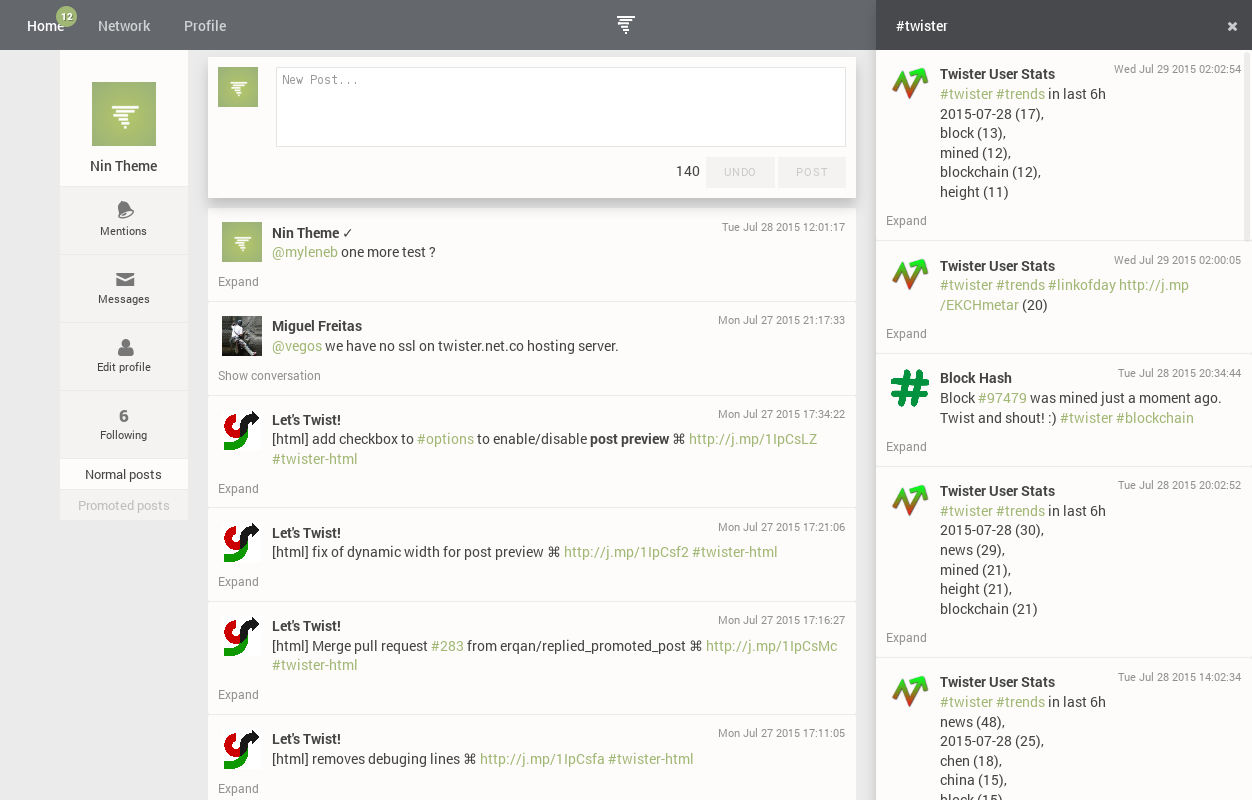 Home
12
Network
Profile
Nin Theme
Mentions
Messages
Edit profile
6
Following
Normal posts
Promoted posts
New Post...
140
UNDO
POST
Nin Theme ✓
Tue Jul 28 2015 12:01:17
@myleneb one more test ?
Expand
Miguel Freitas
Mon Jul 27 2015 21:17:33
@vegos we have no ssl on twister.net.co hosting server.
Show conversation
Let's Twist!
Mon Jul 27 2015 17:34:22
[html] add checkbox to #options to enable/disable post preview ⌘ http://j.mp/1IpCsLZ
#twister-html
Expand
Let's Twist!
Mon Jul 27 2015 17:21:06
[html] fix of dynamic width for post preview ⌘ http://j.mp/1IpCsf2 #twister-html
Expand
Let's Twist!
Mon Jul 27 2015 17:16:27
[html] Merge pull request #283 from erqan/replied_promoted_post ⌘ http://j.mp/1IpCsMc
#twister-html
Expand
Let's Twist!
Mon Jul 27 2015 17:11:05
[html] removes debuging lines ⌘ http://j.mp/1IpCsfa #twister-html
Expand
#twister
Twister User Stats
Wed Jul 29 2015 02:02:54
#twister #trends in last 6h
2015-07-28 (17),
block (13),
mined (12),
blockchain (12),
height (11)
Expand
Twister User Stats
Wed Jul 29 2015 02:00:05
#twister #trends #linkofday http://j.mp
/EKCHmetar (20)
Expand
Block Hash
Tue Jul 28 2015 20:34:44
Block #97479 was mined just a moment ago.
Twist and shout! :) #twister #blockchain
Expand
Twister User Stats
Tue Jul 28 2015 20:02:52
#twister #trends in last 6h
2015-07-28 (30),
news (29),
mined (21),
height (21),
blockchain (21)
Expand
Twister User Stats
Tue Jul 28 2015 14:02:34
#twister #trends in last 6h
news (48),
2015-07-28 (25),
chen (18),
china (15),
block (15)